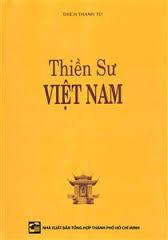 THÍCH THANH TỪ
Thiền Sư
VIỆT NAM
NHÀ XUẤT BẢN TỔNG HỢP THÀNH PHỐ HỒ CHÍ MINH